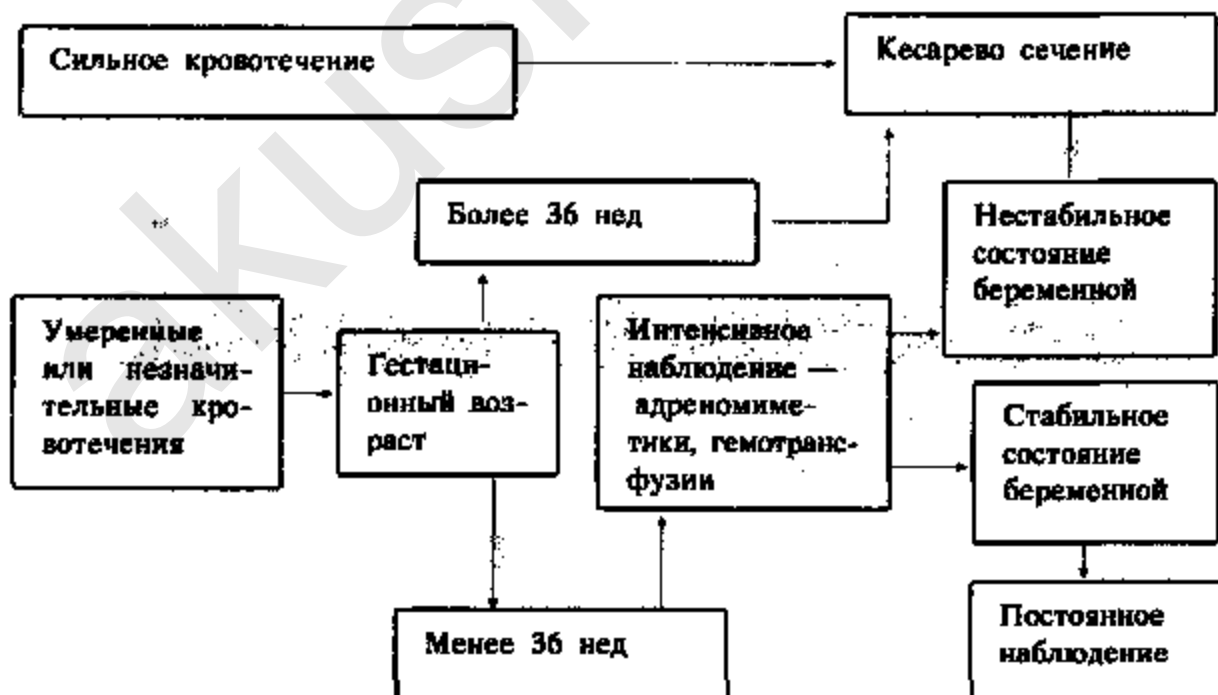 Сильное кровотечение
Кесарево сечение
Более 36 нед
Нестабильное
состояние
беременной
Умеренные
или незначи-
тельные кро-
вотечения
Гестаци-
онный воз-
раст
Интенсивное
наблюдение —
адреномиме-
тики, гемотранс-
фузии
Стабильное
состояние
беременной
Менее 36 нед
Постоянное
наблюдение